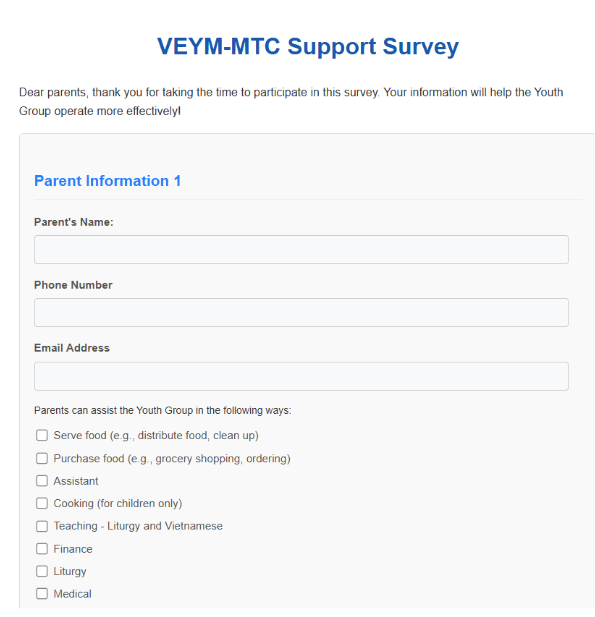 VEYM-MTC Support Survey
Dear parents, thank you for taking the time to participate in this survey. Your information will help the Youth
Group operate more effectively!
Parent Information 1
Parent's Name:
Phone Number
Email Address
Parents can assist the Youth Group in the following ways:
Serve food (e.g., distribute food, clean up)
Purchase food (e.g., grocery shopping, ordering)
Assistant
Cooking (for children only)
Teaching - Liturgy and Vietnamese
Finance
Liturgy
Medical